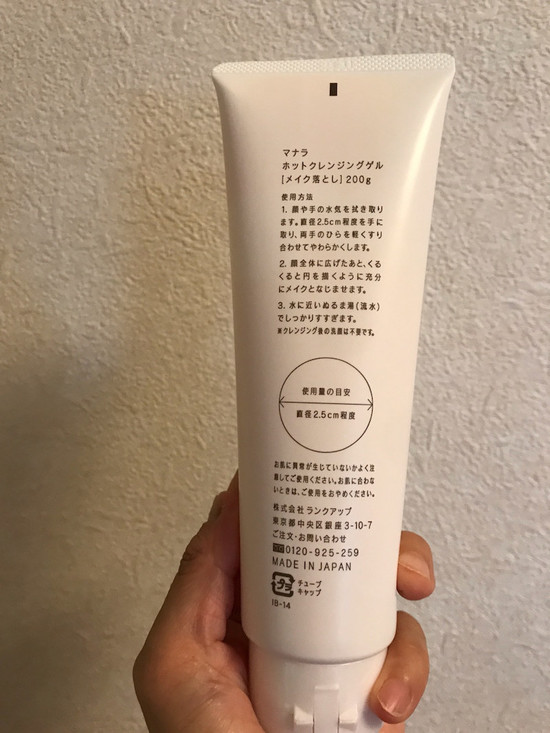 マナラ
ホットクレンジングゲル
[メイク落とし]200g
使用方法
1. 顔や手の水気を拭き取り
ます。直径2.5cm程度を手に
取り、両手のひらを軽くすり
合わせてやわらかくします。
2. 顔全体に広げたあと、くる
くると円を描くように充分
にメイクとなじませます。
3. 水に近いぬるま湯(流水)
でしっかりすすぎます。
※クレンジング後の洗顔は不要です。
使用量の目安
直径2.5cm程度
お肌に異常が生じていないかよく注
意してご使用ください。お肌に合わな
いときは、ご使用をおやめください。
株式会社ランクアップ
東京都中央区銀座3-10-7
ご注文・お問い合わせ
0120-925-259
MADE IN JAPAN
プラ
チューブ
キャップ
IB-14